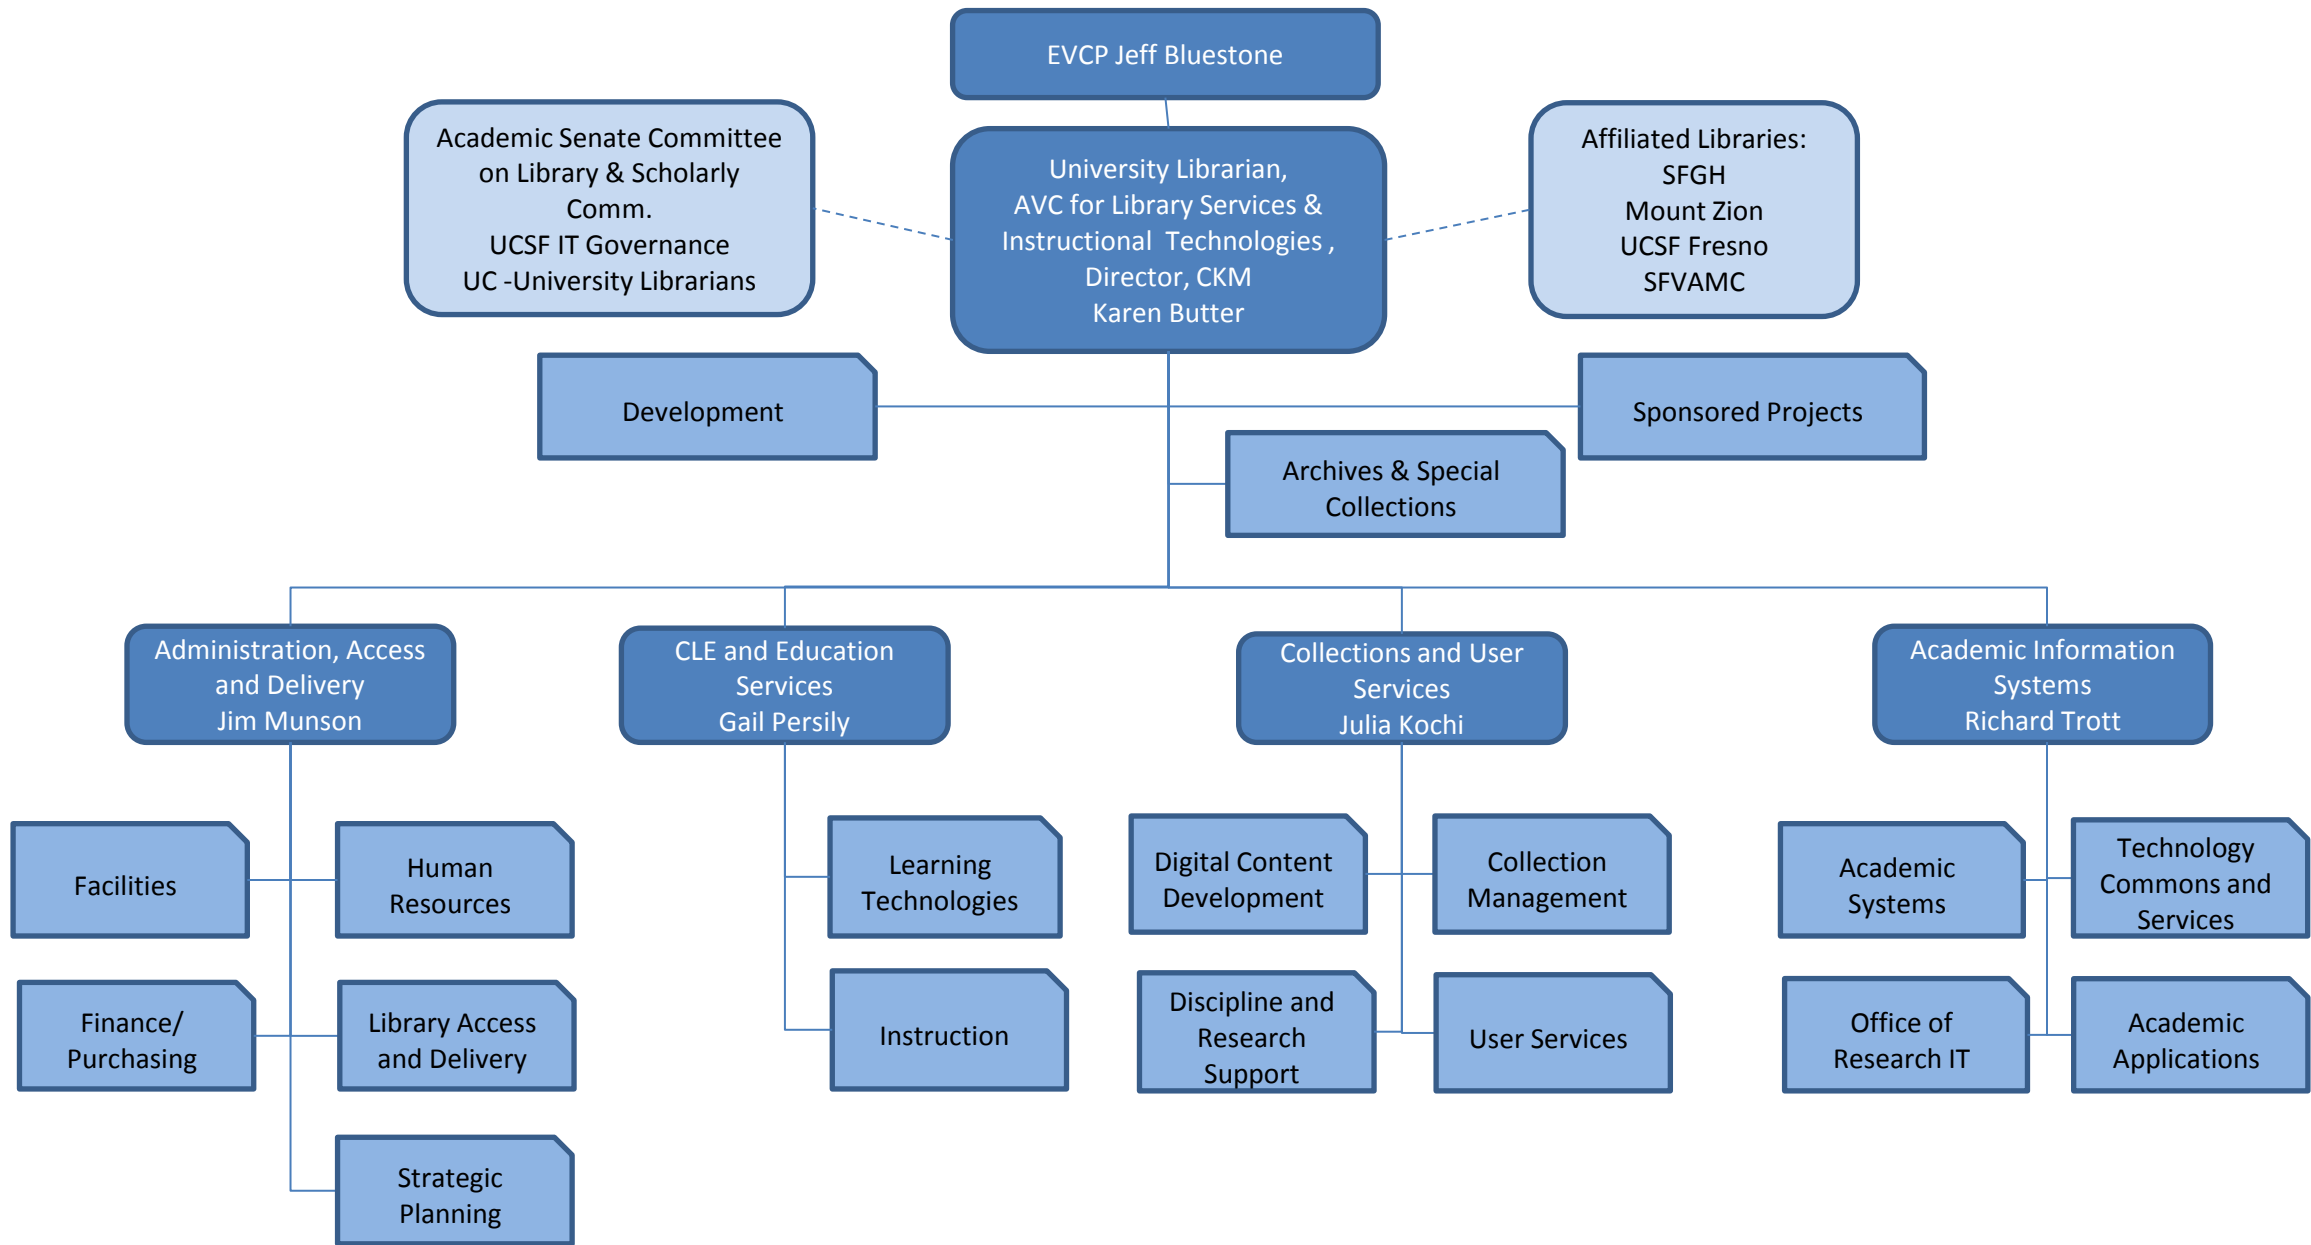 EVCP Jeff Bluestone
Academic Senate Committee
on Library & Scholarly
Comm.
UCSF IT Governance
UC -University Librarians
University Librarian,
AVC for Library Services &
Instructional Technologies ,
Director, CKM
Karen Butter
Affiliated Libraries:
SFGH
Mount Zion
UCSF Fresno
SFVAMC
Development
Sponsored Projects
Archives & Special
Collections
Administration, Access
and Delivery
Jim Munson
CLE and Education
Services
Gail Persily
Collections and User
Services
Julia Kochi
Academic Information
Systems
Richard Trott
Facilities
Human
Resources
Learning
Technologies
Digital Content
Development
Collection
Management
Academic
Systems
Technology
Commons and
Services
Finance/
Purchasing
Library Access
and Delivery
Instruction
Discipline and
Research
Support
User Services
Office of
Research IT
Academic
Applications
Strategic
Planning